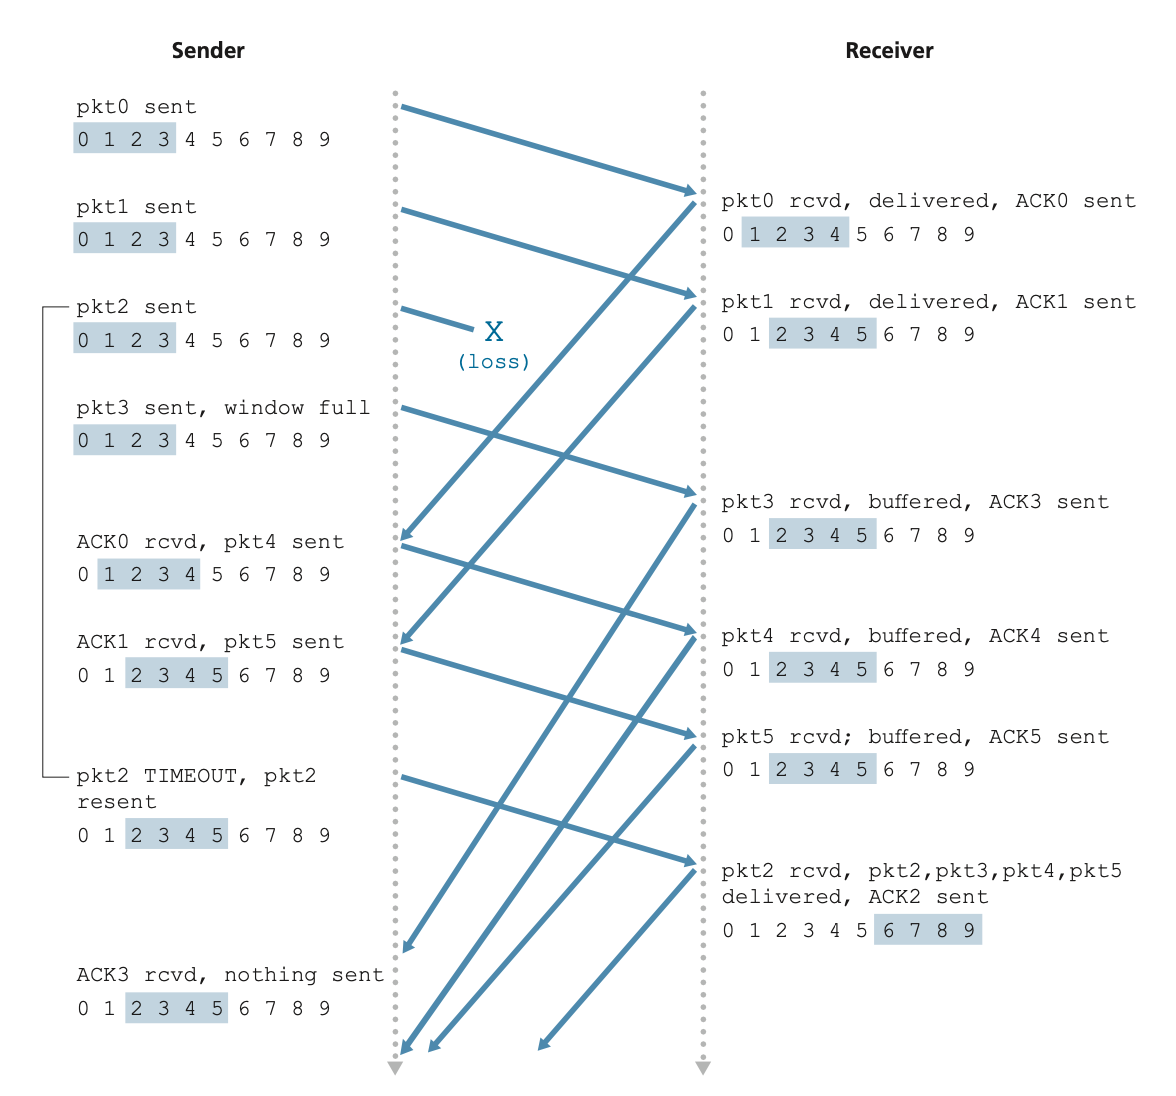 Sender
Receiver
pkt0 sent
0 1 2 3 4 5 6 7 8 9
pkt0 rcvd, delivered, ACK0 sent
0 1 2 3 4 5 6 7 8 9
pkt1 sent
0 1 2 3 4 5 6 7 8 9
pkt1 rcvd, delivered, ACK1 sent
0 1 2 3 4 5 6 7 8 9
pkt2 sent
0 1 2 3 4 5 6 7 8 9
X
(loss)
pkt3 sent, window full
0 1 2 3 4 5 6 7 8 9
pkt3 rcvd, buffered, ACK3 sent
0 1 2 3 4 5 6 7 8 9
ACK0 rcvd, pkt4 sent
0 1 2 3 4 5 6 7 8 9
pkt4 rcvd, buffered, ACK4 sent
0 1 2 3 4 5 6 7 8 9
ACK1 rcvd, pkt5 sent
0 1 2 3 4 5 6 7 8 9
pkt5 rcvd; buffered, ACK5 sent
0 1 2 3 4 5 6 7 8 9
pkt2 TIMEOUT, pkt2
resent
0 1 2 3 4 5 6 7 8 9
pkt2 rcvd, pkt2,pkt3,pkt4,pkt5
delivered, ACK2 sent
0 1 2 3 4 5 6 7 8 9
ACK3 rcvd, nothing sent
0 1 2 3 4 5 6 7 8 9